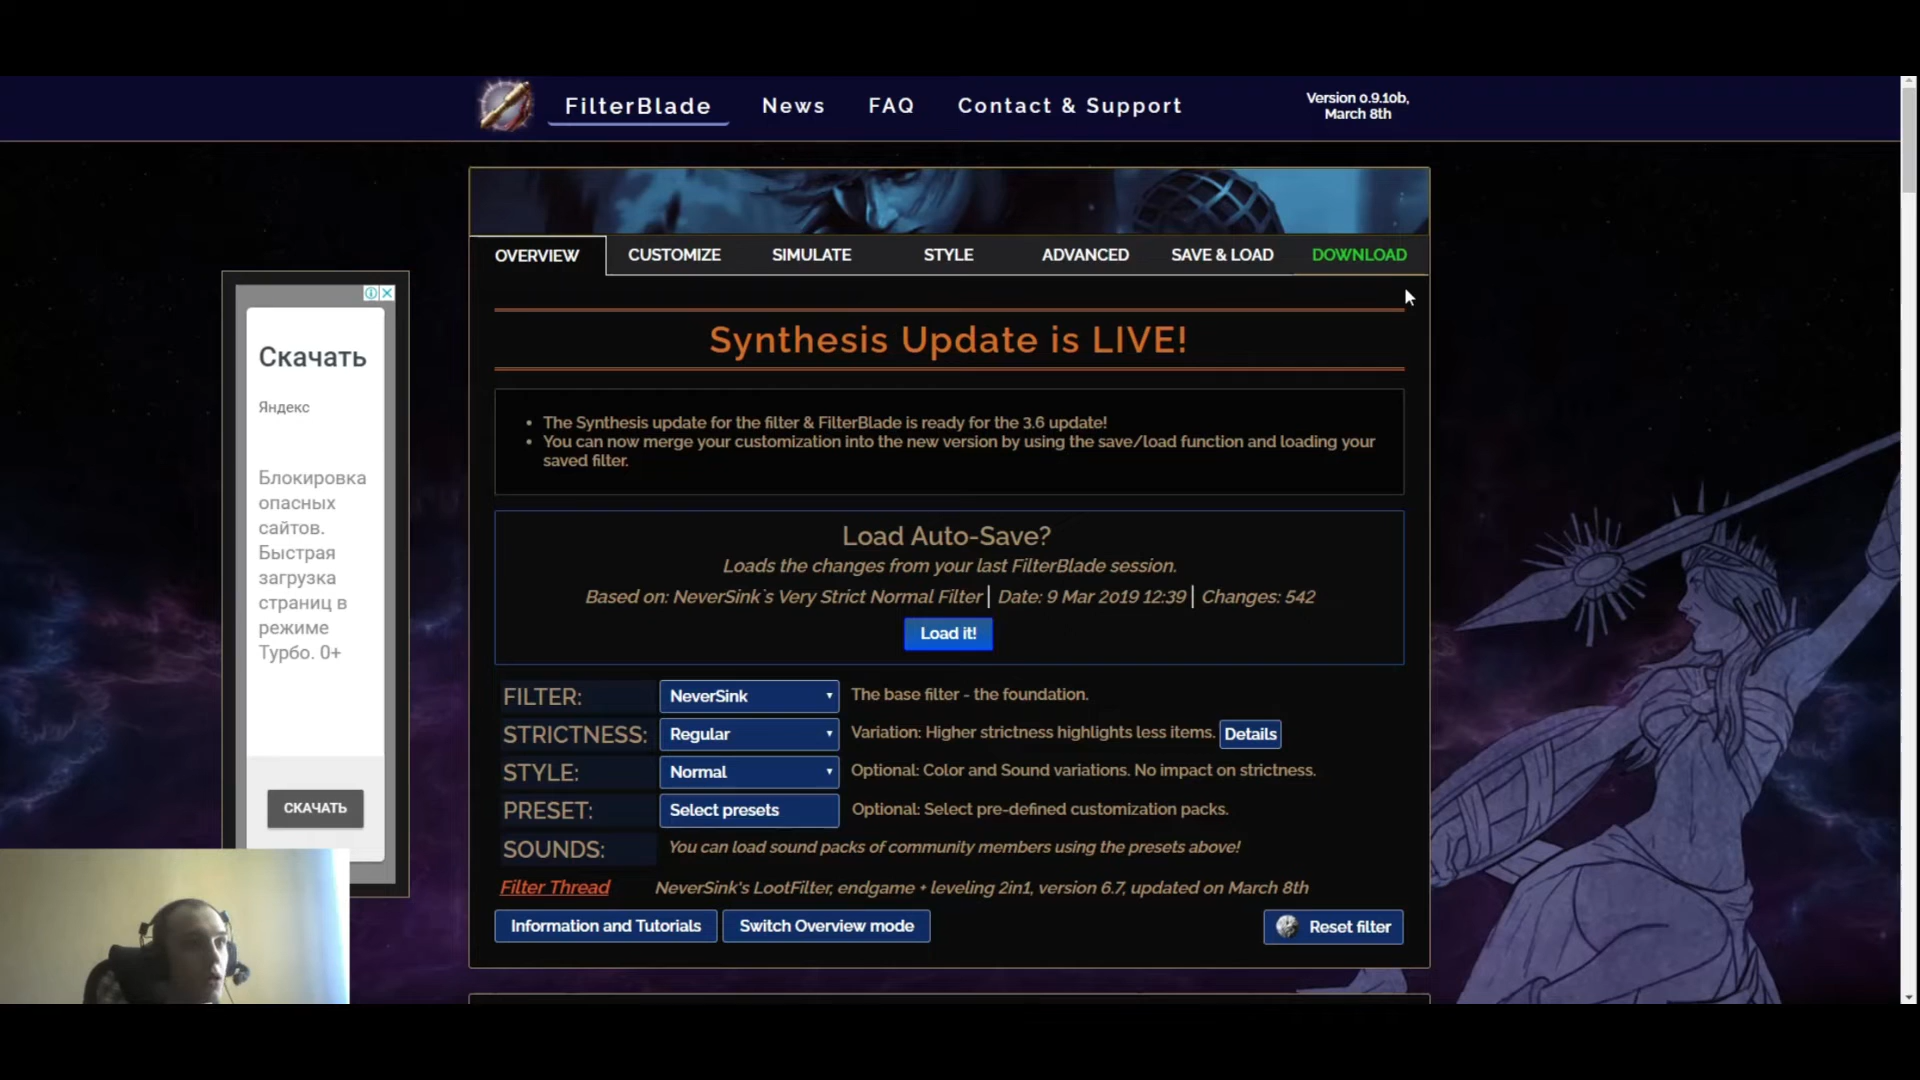 FilterBlade News FAQ Contact & Support
Version 0.9.10b,
March 8th
OVERVIEW CUSTOMIZE SIMULATE STYLE ADVANCED SAVE & LOAD DOWNLOAD
Скачать
Яндекс
Блокировка
опасных
сайтов.
Быстрая
загрузка
страниц в
режиме
Турбо. 0+
СКАЧАТЬ
Synthesis Update is LIVE!
• The Synthesis update for the filter & FilterBlade is ready for the 3.6 update!
• You can now merge your customization into the new version by using the save/load function and loading your
saved filter.
Load Auto-Save?
Loads the changes from your last FilterBlade session.
Based on: NeverSink`s Very Strict Normal Filter | Date: 9 Mar 2019 12:39 | Changes: 542
Load it!
FILTER: NeverSink The base filter - the foundation.
STRICTNESS: Regular Variation: Higher strictness highlights less items. Details
STYLE: Normal Optional: Color and Sound variations. No impact on strictness.
PRESET: Select presets Optional: Select pre-defined customization packs.
SOUNDS: You can load sound packs of community members using the presets above!
Filter Thread NeverSink's LootFilter, endgame + leveling 2in1, version 6.7, updated on March 8th
Information and Tutorials Switch Overview mode Reset filter